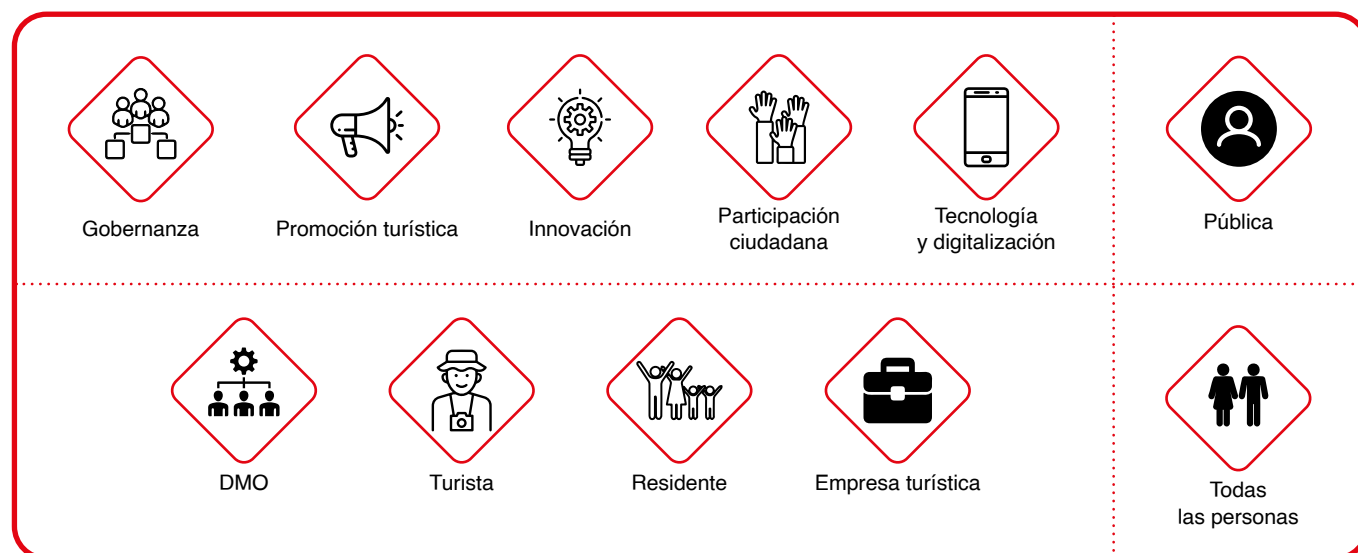 Gobernanza
Promoción turística
Innovación
Participación
ciudadana
Tecnología
y digitalización
Pública
DMO
Turista
Residente
Empresa turística
Todas
las personas